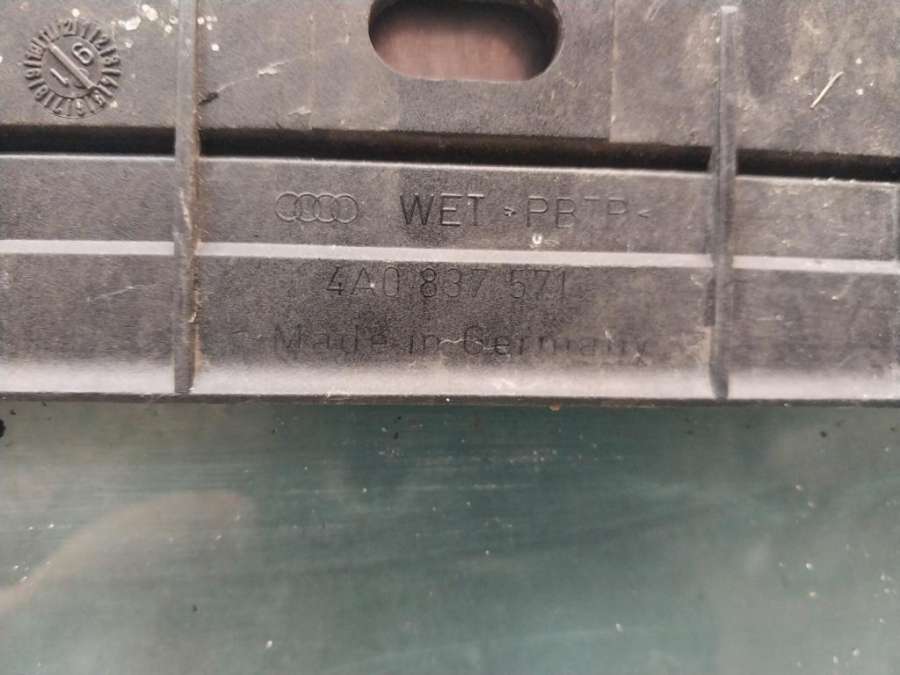 WET >PBTP<
4A0 837 571
Made in Germany